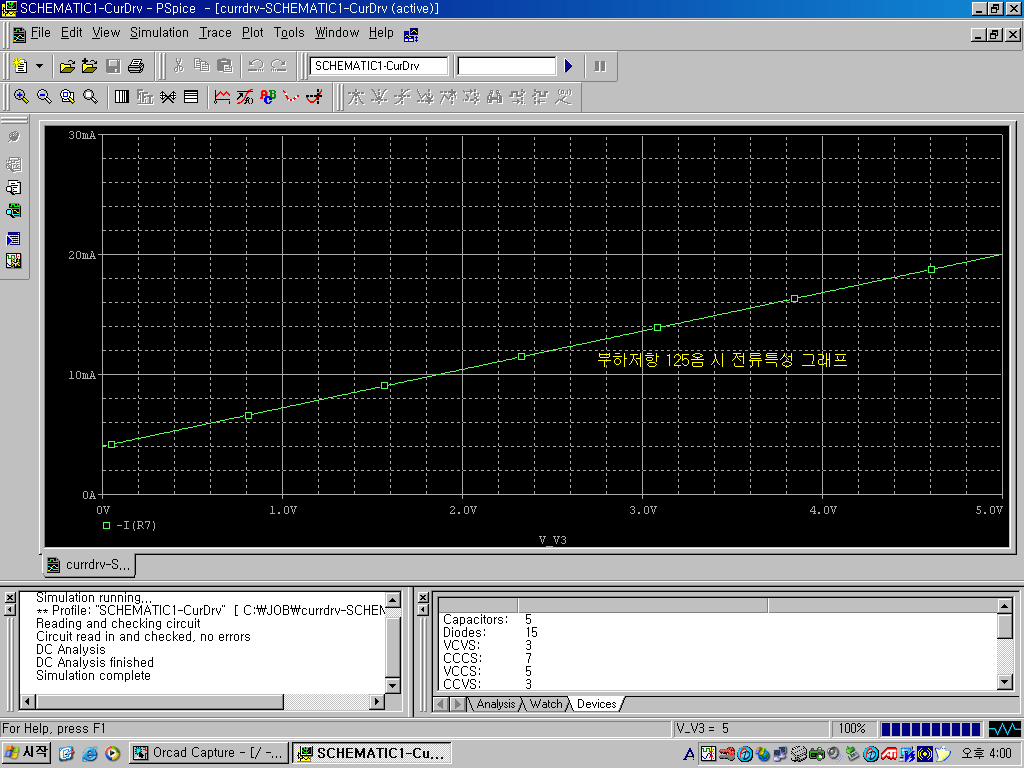 SCHEMATIC1-CurDrv - PSpice - [currdrv-SCHEMATIC1-CurDrv (active)]
File Edit View Simulation Trace Plot Tools Window Help
SCHEMATIC1-CurDrv
30mA
20mA
부하저항 125옴 시 전류특성 그래프
10mA
0A
0V 1.0V 2.0V 3.0V 4.0V 5.0V
-I(R7)
V_V3
currdrv-S...
Simulation running...
** Profile: "SCHEMATIC1-CurDrv" [ C:₩JOB₩currdrv-SCHEN
Reading and checking circuit
Circuit read in and checked, no errors
DC Analysis
DC Analysis finished
Simulation complete
Capacitors: 5
Diodes: 15
VCVS: 3
CCCS: 7
VCCS: 5
CCVS: 3
Analysis Watch Devices
For Help, press F1
V_V3 = 5
100%
시작
Orcad Capture - [/ -...
SCHEMATIC1-Cu...
A
오후 4:00